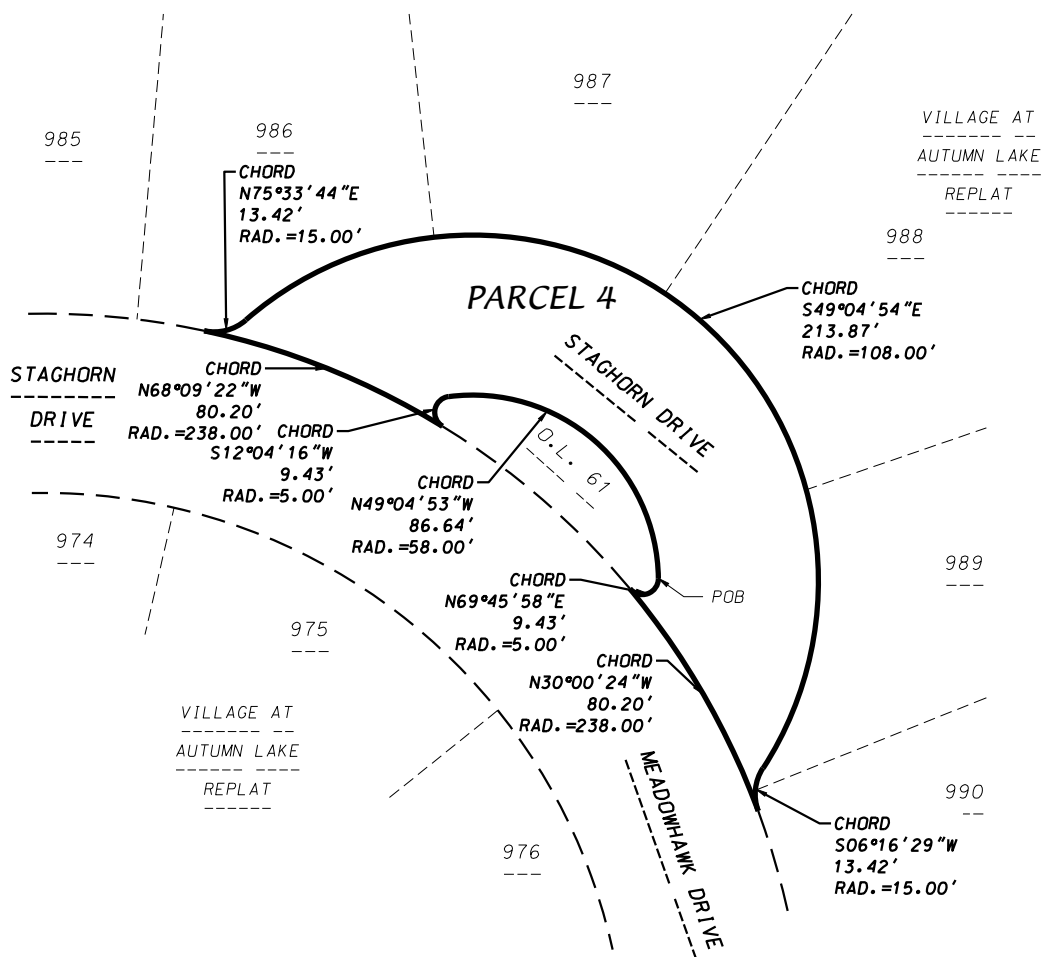 987
985
986
VILLAGE AT
AUTUMN LAKE
REPLAT
CHORD
N75°33'44"E
13.42'
RAD.=15.00'
988
PARCEL 4
CHORD
S49°04'54"E
213.87'
RAD.=108.00'
STAGHORN DRIVE
STAGHORN
DRIVE
CHORD
N68°09'22"W
80.20'
RAD.=238.00'
CHORD
S12°04'16"W
9.43'
RAD.=5.00'
O.L. 61
CHORD
N49°04'53"W
86.64'
RAD.=58.00'
974
989
CHORD
N69°45'58"E
9.43'
RAD.=5.00'
POB
975
CHORD
N30°00'24"W
80.20'
RAD.=238.00'
VILLAGE AT
AUTUMN LAKE
REPLAT
MEADOWHAWK DRIVE
990
CHORD
S06°16'29"W
13.42'
RAD.=15.00'
976